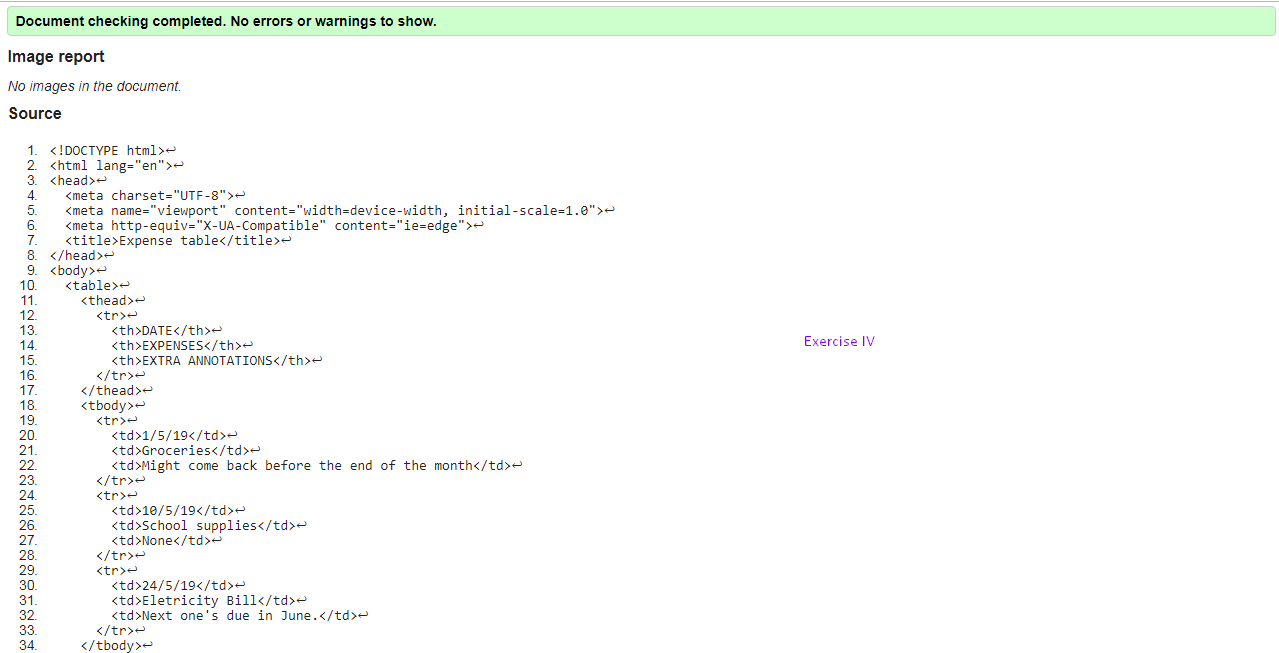 Document checking completed. No errors or warnings to show.
Image report
No images in the document.
Source
1. <!DOCTYPE html>↩
2. <html lang="en">↩
3. <head>↩
4.   <meta charset="UTF-8">↩
5.   <meta name="viewport" content="width=device-width, initial-scale=1.0">↩
6.   <meta http-equiv="X-UA-Compatible" content="ie=edge">↩
7.   <title>Expense table</title>↩
8. </head>↩
9. <body>↩
10.   <table>↩
11.     <thead>↩
12.       <tr>↩
13.         <th>DATE</th>↩
14.         <th>EXPENSES</th>↩
15.         <th>EXTRA ANNOTATIONS</th>↩
16.       </tr>↩
17.     </thead>↩
18.     <tbody>↩
19.       <tr>↩
20.         <td>1/5/19</td>↩
21.         <td>Groceries</td>↩
22.         <td>Might come back before the end of the month</td>↩
23.       </tr>↩
24.       <tr>↩
25.         <td>10/5/19</td>↩
26.         <td>School supplies</td>↩
27.         <td>None</td>↩
28.       </tr>↩
29.       <tr>↩
30.         <td>24/5/19</td>↩
31.         <td>Eletricity Bill</td>↩
32.         <td>Next one's due in June.</td>↩
33.       </tr>↩
34.     </tbody>↩
Exercise IV